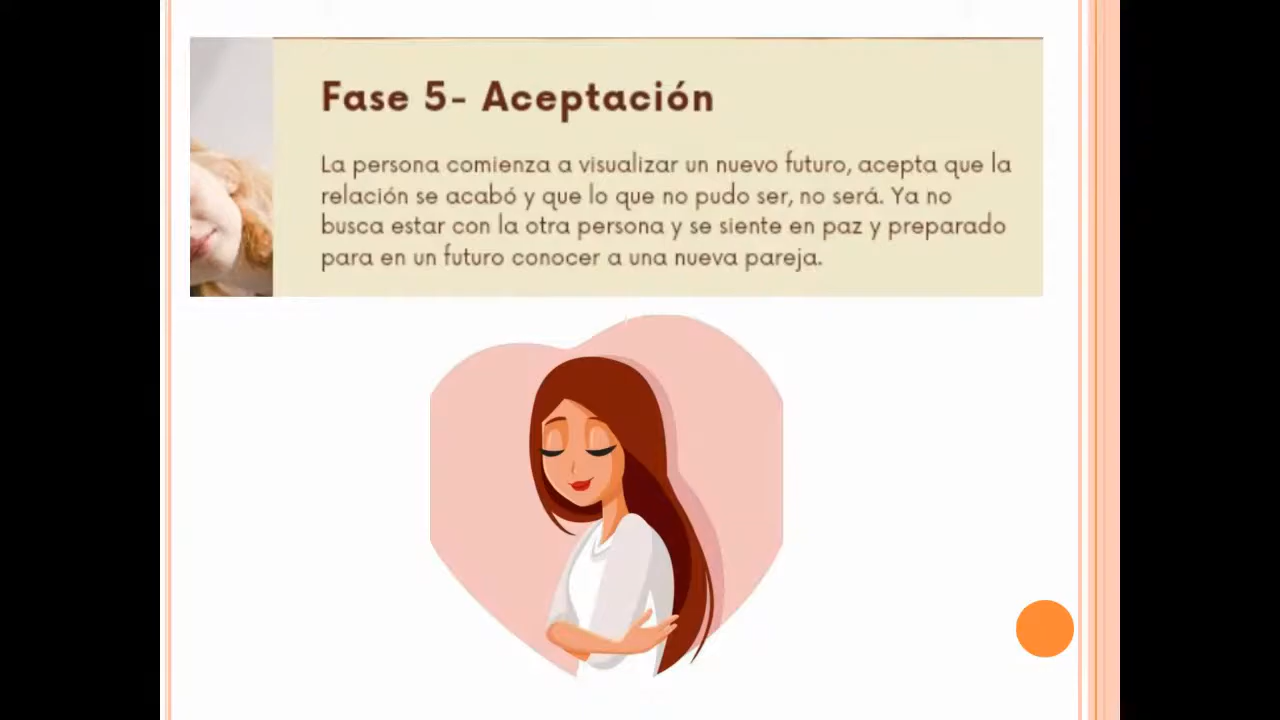 Fase 5- Aceptación
La persona comienza a visualizar un nuevo futuro, acepta que la
relación se acabó y que lo que no pudo ser, no será. Ya no
busca estar con la otra persona y se siente en paz y preparado
para en un futuro conocer a una nueva pareja.